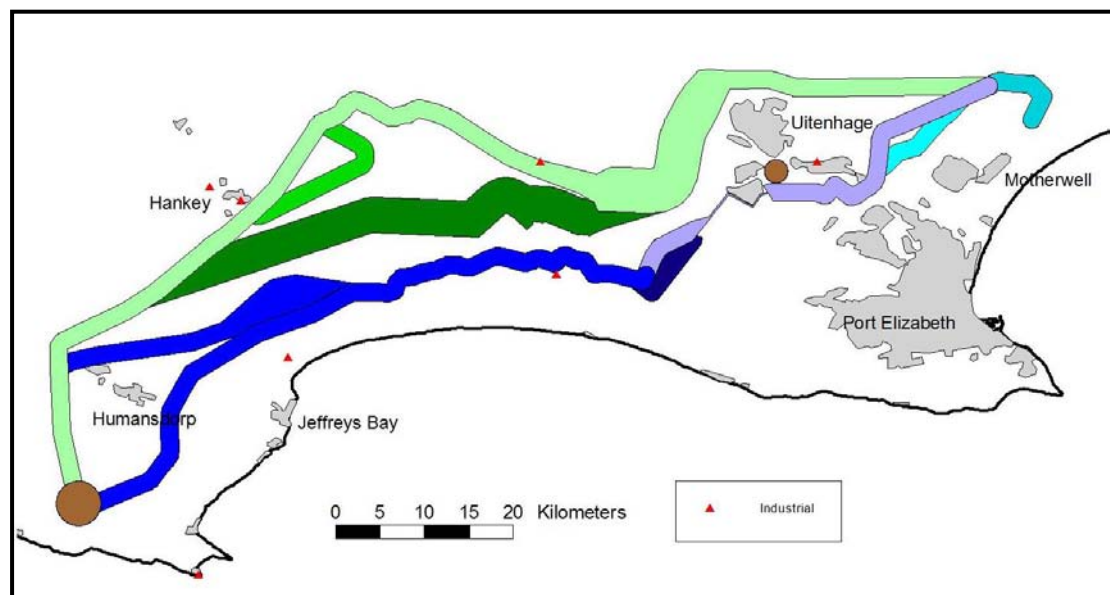 Uitenhage
Motherwell
Hankey
Port Elizabeth
Humansdorp
Jeffreys Bay
0 5 10 15 20 Kilometers
Industrial